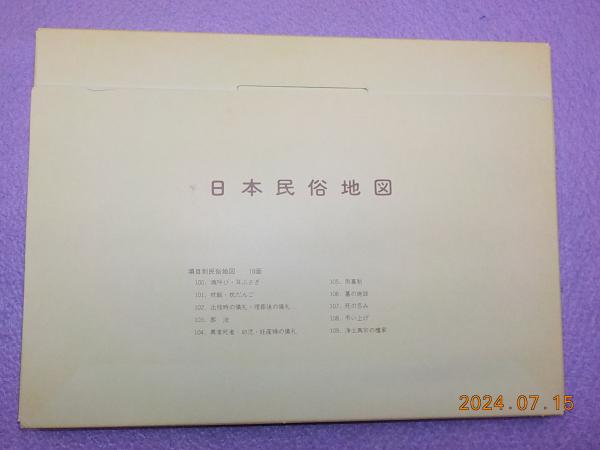 日本民俗地図
項目別民俗地図 10面
100. 魂呼び・耳ふさぎ
101. 枕飯・枕だんご
102. 出棺時の儀礼・埋葬後の儀礼
103. 葬法
104. 異常死者・幼児・妊産婦の儀礼
105. 両墓制
106. 墓の施設
107. 死の忌み
108. 弔い上げ
109. 浄土真宗の檀家
2024.07.15